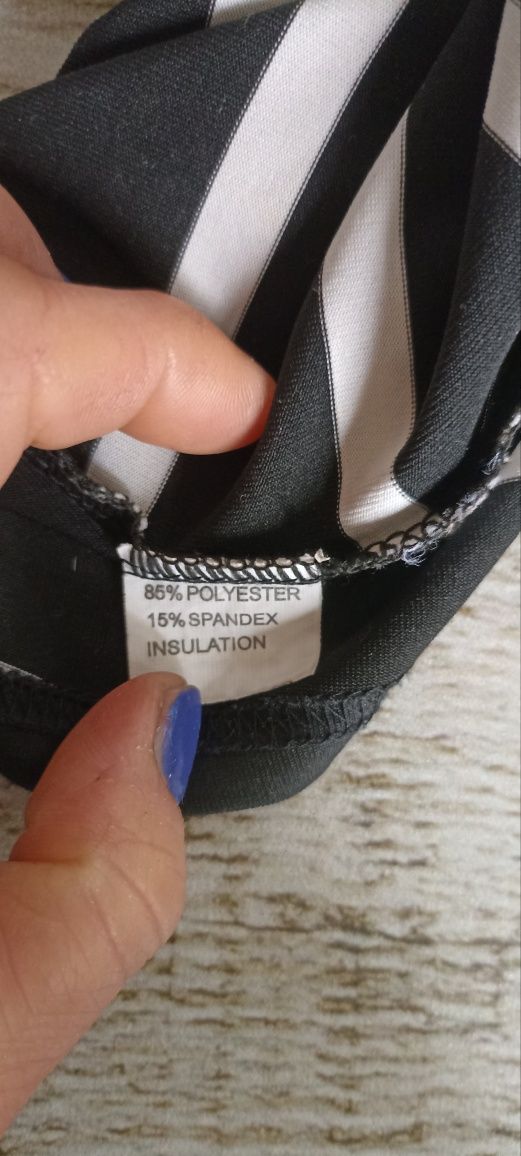 85% POLYESTER
15% SPANDEX
INSULATION